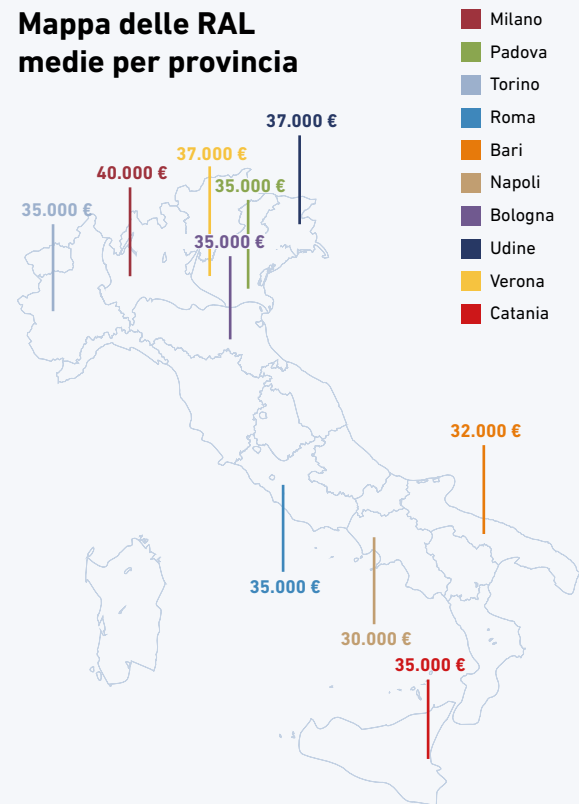 Mappa delle RAL
medie per provincia
Milano
Padova
Torino
Roma
Bari
Napoli
Bologna
Udine
Verona
Catania
37.000 €
37.000 €
40.000 €
35.000 €
35.000 €
35.000 €
32.000 €
35.000 €
30.000 €
35.000 €